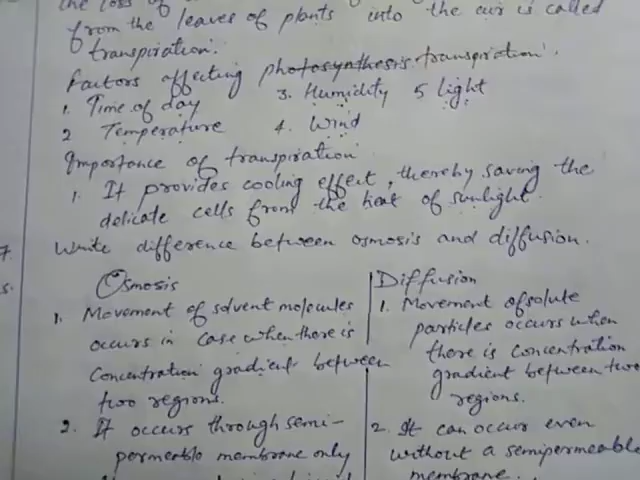 the loss of
from the leaves of plants into the air is called
transpiration.
Factors affecting photosynthesis transpiration.
1. Time of day 3. Humidity 5 light
2 Temperature 4. Wind
Importance of transpiration
1. It provides cooling effect, thereby saving the
delicate cells from the heat of sunlight.
7. Write difference between osmosis and diffusion.
s. Osmosis Diffusion
1. Movement of solvent molecules
occurs in case when there is
concentration gradient between
two regions.
2. It occurs through semi-
permeable membrane only
1. Movement of solute
particles occurs when
there is concentration
gradient between two
regions.
2. It can occur even
without a semipermeable
membrane.